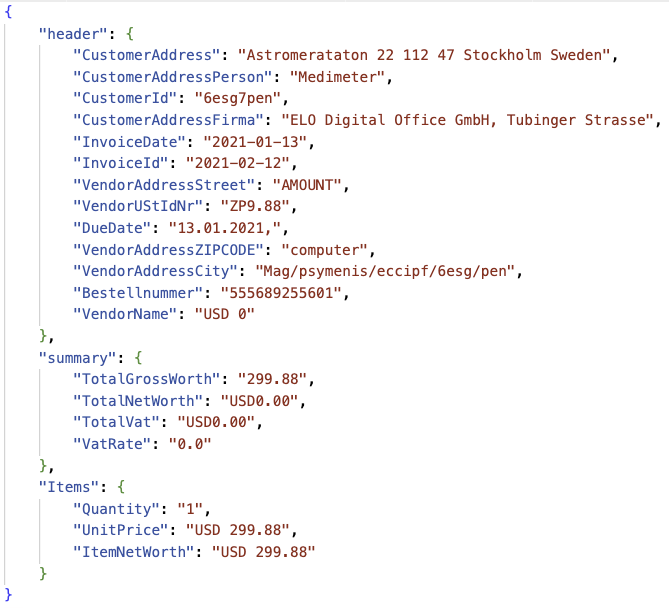 {
"header": {
"CustomerAddress": "Astromerataton 22 112 47 Stockholm Sweden",
"CustomerAddressPerson": "Medimeter",
"CustomerId": "6esg7pen",
"CustomerAddressFirma": "ELO Digital Office GmbH, Tubinger Strasse",
"InvoiceDate": "2021-01-13",
"InvoiceId": "2021-02-12",
"VendorAddressStreet": "AMOUNT",
"VendorUStIdNr": "ZP9.88",
"DueDate": "13.01.2021,",
"VendorAddressZIPCODE": "computer",
"VendorAddressCity": "Mag/psymenis/eccipf/6esg/pen",
"Bestellnummer": "555689255601",
"VendorName": "USD 0"
},
"summary": {
"TotalGrossWorth": "299.88",
"TotalNetWorth": "USD0.00",
"TotalVat": "USD0.00",
"VatRate": "0.0"
},
"Items": {
"Quantity": "1",
"UnitPrice": "USD 299.88",
"ItemNetWorth": "USD 299.88"
}
}